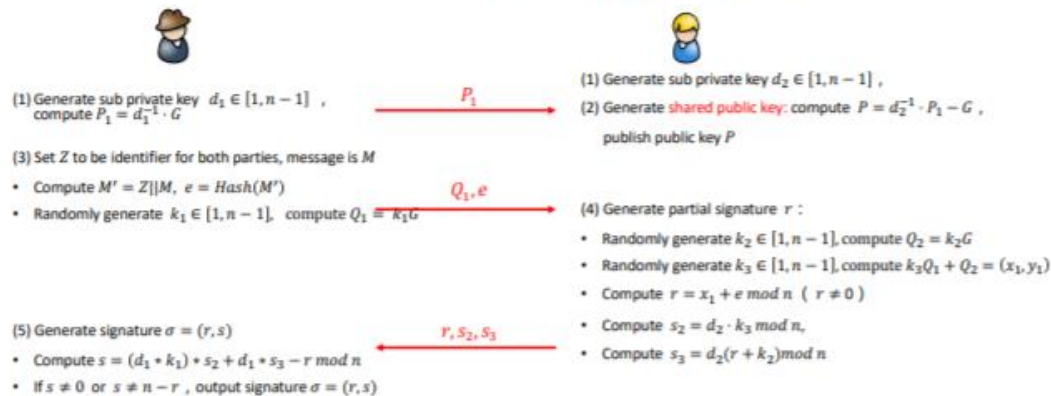 (1) Generate sub private key d₁ ∈ [1, n − 1] ,
compute P₁ = d₁⁻¹ · G
P₁
(1) Generate sub private key d₂ ∈ [1, n − 1] ,
(2) Generate shared public key: compute P = d₂⁻¹ · P₁ − G ,
publish public key P
(3) Set Z to be identifier for both parties, message is M
• Compute M′ = Z||M, e = Hash(M′)
• Randomly generate k₁ ∈ [1, n − 1], compute Q₁ = k₁G
Q₁, e
(4) Generate partial signature r :
• Randomly generate k₂ ∈ [1, n − 1], compute Q₂ = k₂G
• Randomly generate k₃ ∈ [1, n − 1], compute k₃Q₁ + Q₂ = (x₁, y₁)
• Compute r = x₁ + e mod n ( r ≠ 0 )
• Compute s₂ = d₂ · k₃ mod n,
• Compute s₃ = d₂(r + k₂)mod n
r, s₂, s₃
(5) Generate signature σ = (r, s)
• Compute s = (d₁ * k₁) * s₂ + d₁ * s₃ − r mod n
• If s ≠ 0 or s ≠ n − r , output signature σ = (r, s)